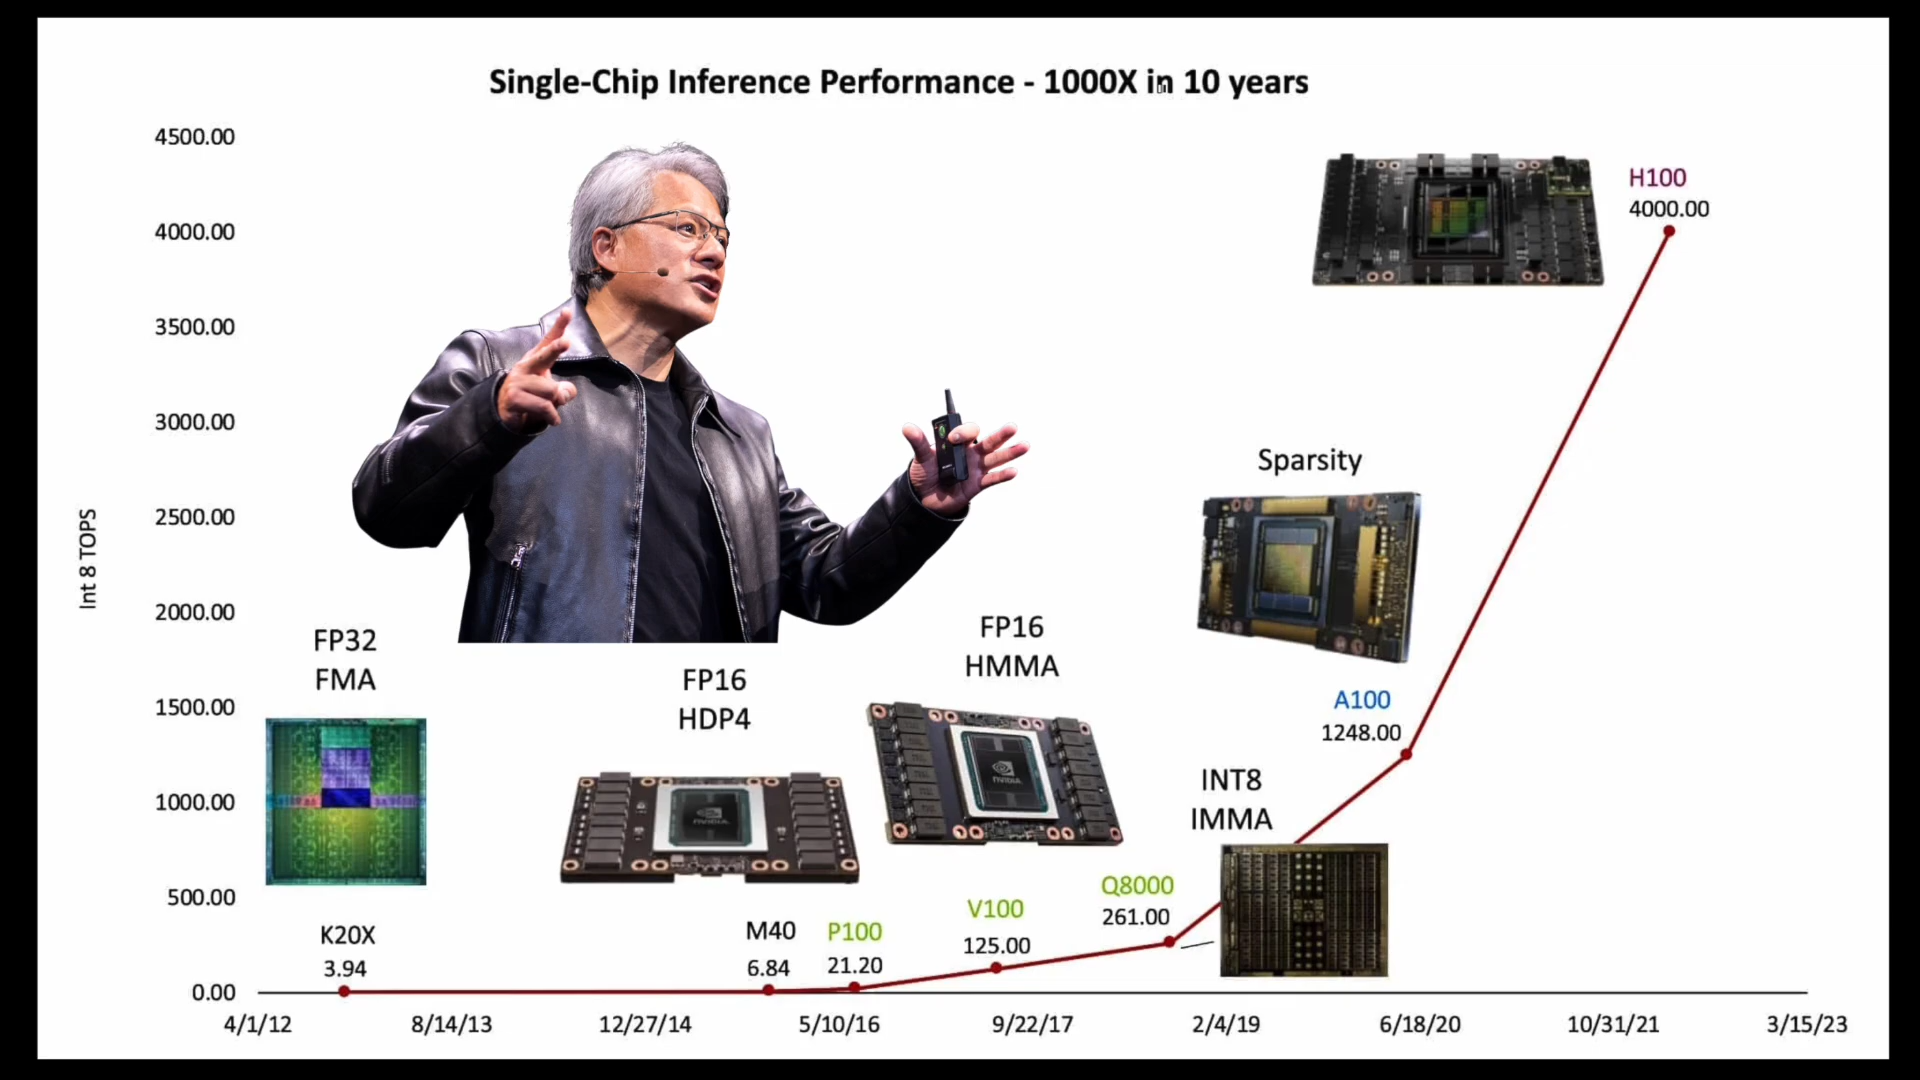 Single-Chip Inference Performance - 1000X in 10 years
4500.00
4000.00
3500.00
3000.00
2500.00
2000.00
1500.00
1000.00
500.00
0.00
Int 8 TOPS
FP32
FMA
K20X
3.94
FP16
HDP4
M40
6.84
P100
21.20
FP16
HMMA
NVIDIA
NVIDIA
V100
125.00
Q8000
261.00
INT8
IMMA
Sparsity
A100
1248.00
H100
4000.00
4/1/12
8/14/13
12/27/14
5/10/16
9/22/17
2/4/19
6/18/20
10/31/21
3/15/23